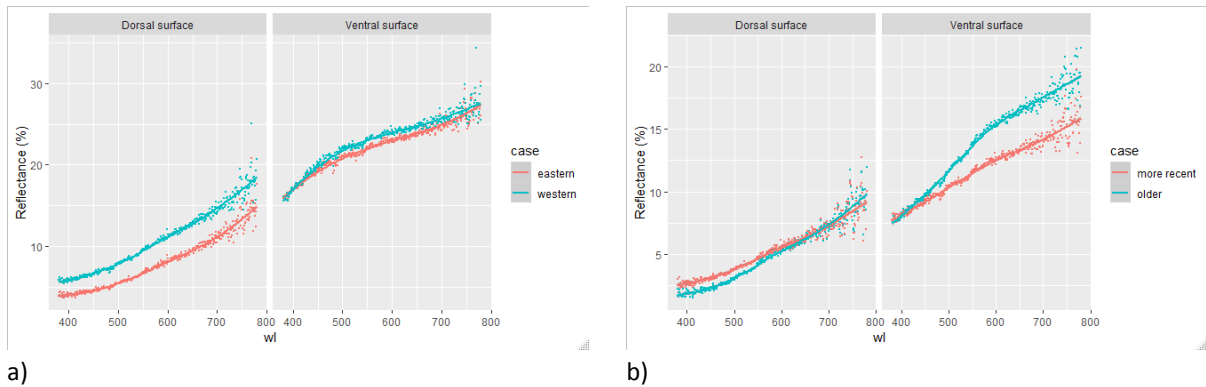 Dorsal surface
Ventral surface
Reflectance (%)
30
20
10
400 500 600 700 800 400 500 600 700 800
wl
case
eastern
western
a)
Dorsal surface
Ventral surface
Reflectance (%)
20
15
10
5
400 500 600 700 800 400 500 600 700 800
wl
case
more recent
older
b)